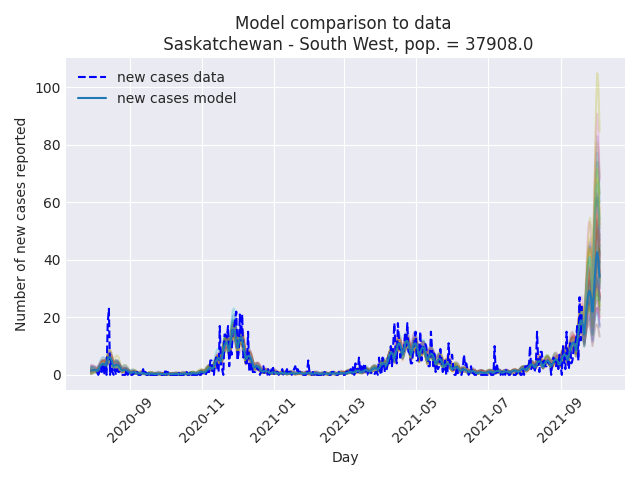 Model comparison to data
Saskatchewan - South West, pop. = 37908.0
new cases data
new cases model
Number of new cases reported
100
80
60
40
20
0
2020-09
2020-11
2021-01
2021-03
2021-05
2021-07
2021-09
Day